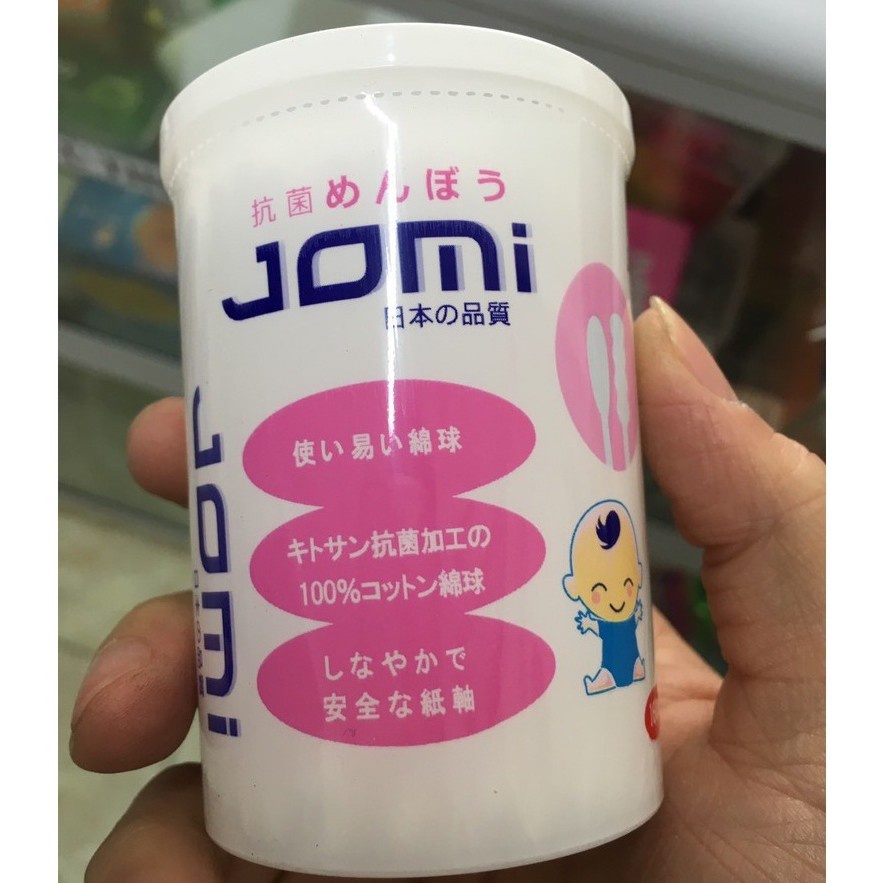 抗菌めんぼう
JOMi
日本の品質
使い易い綿球
キトサン抗菌加工の
100%コットン綿球
しなやかで
安全な紙軸
JOMi